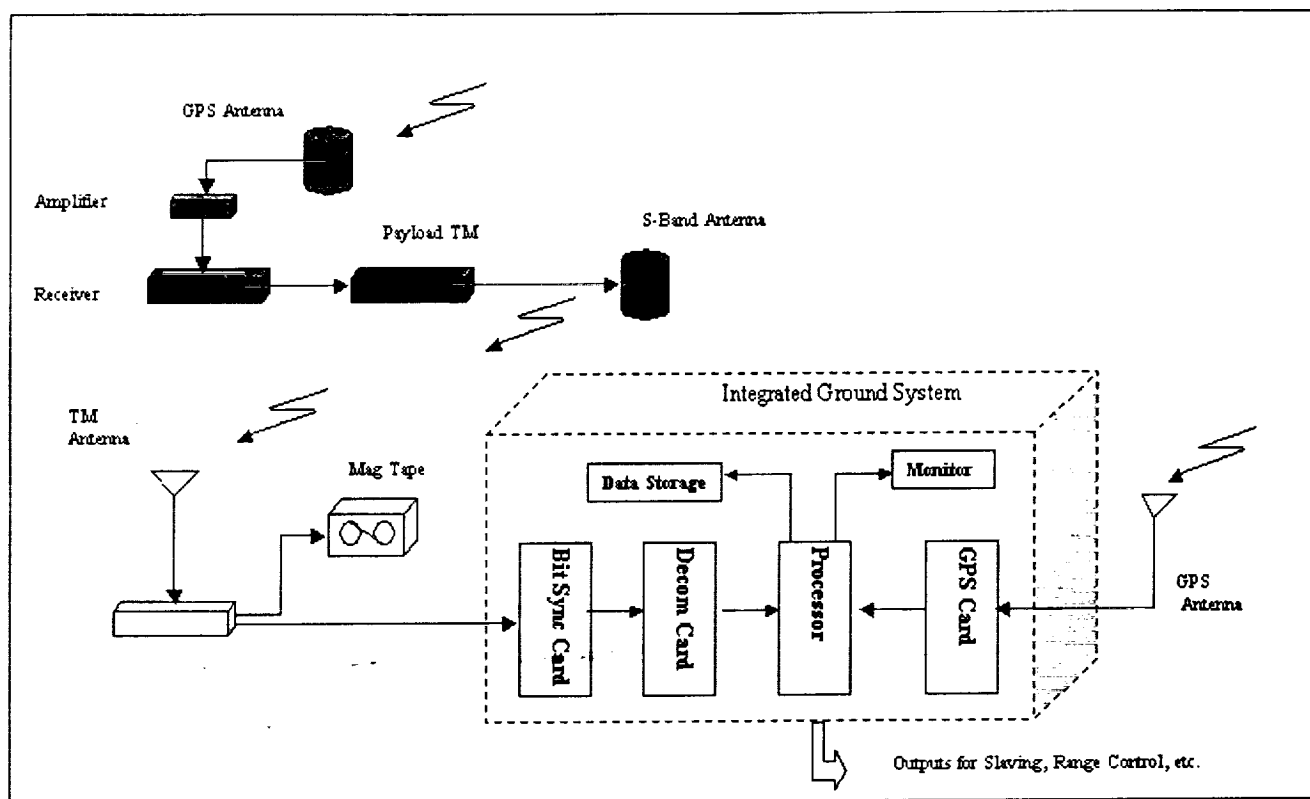 GPS Antenna
Amplifier
Payload TM
S-Band Antenna
Receiver
Integrated Ground System
TM
Antenna
Mag Tape
Data Storage
Monitor
Bit Sync Card
Decom Card
Processor
GPS Card
GPS
Antenna
Outputs for Slaving, Range Control, etc.